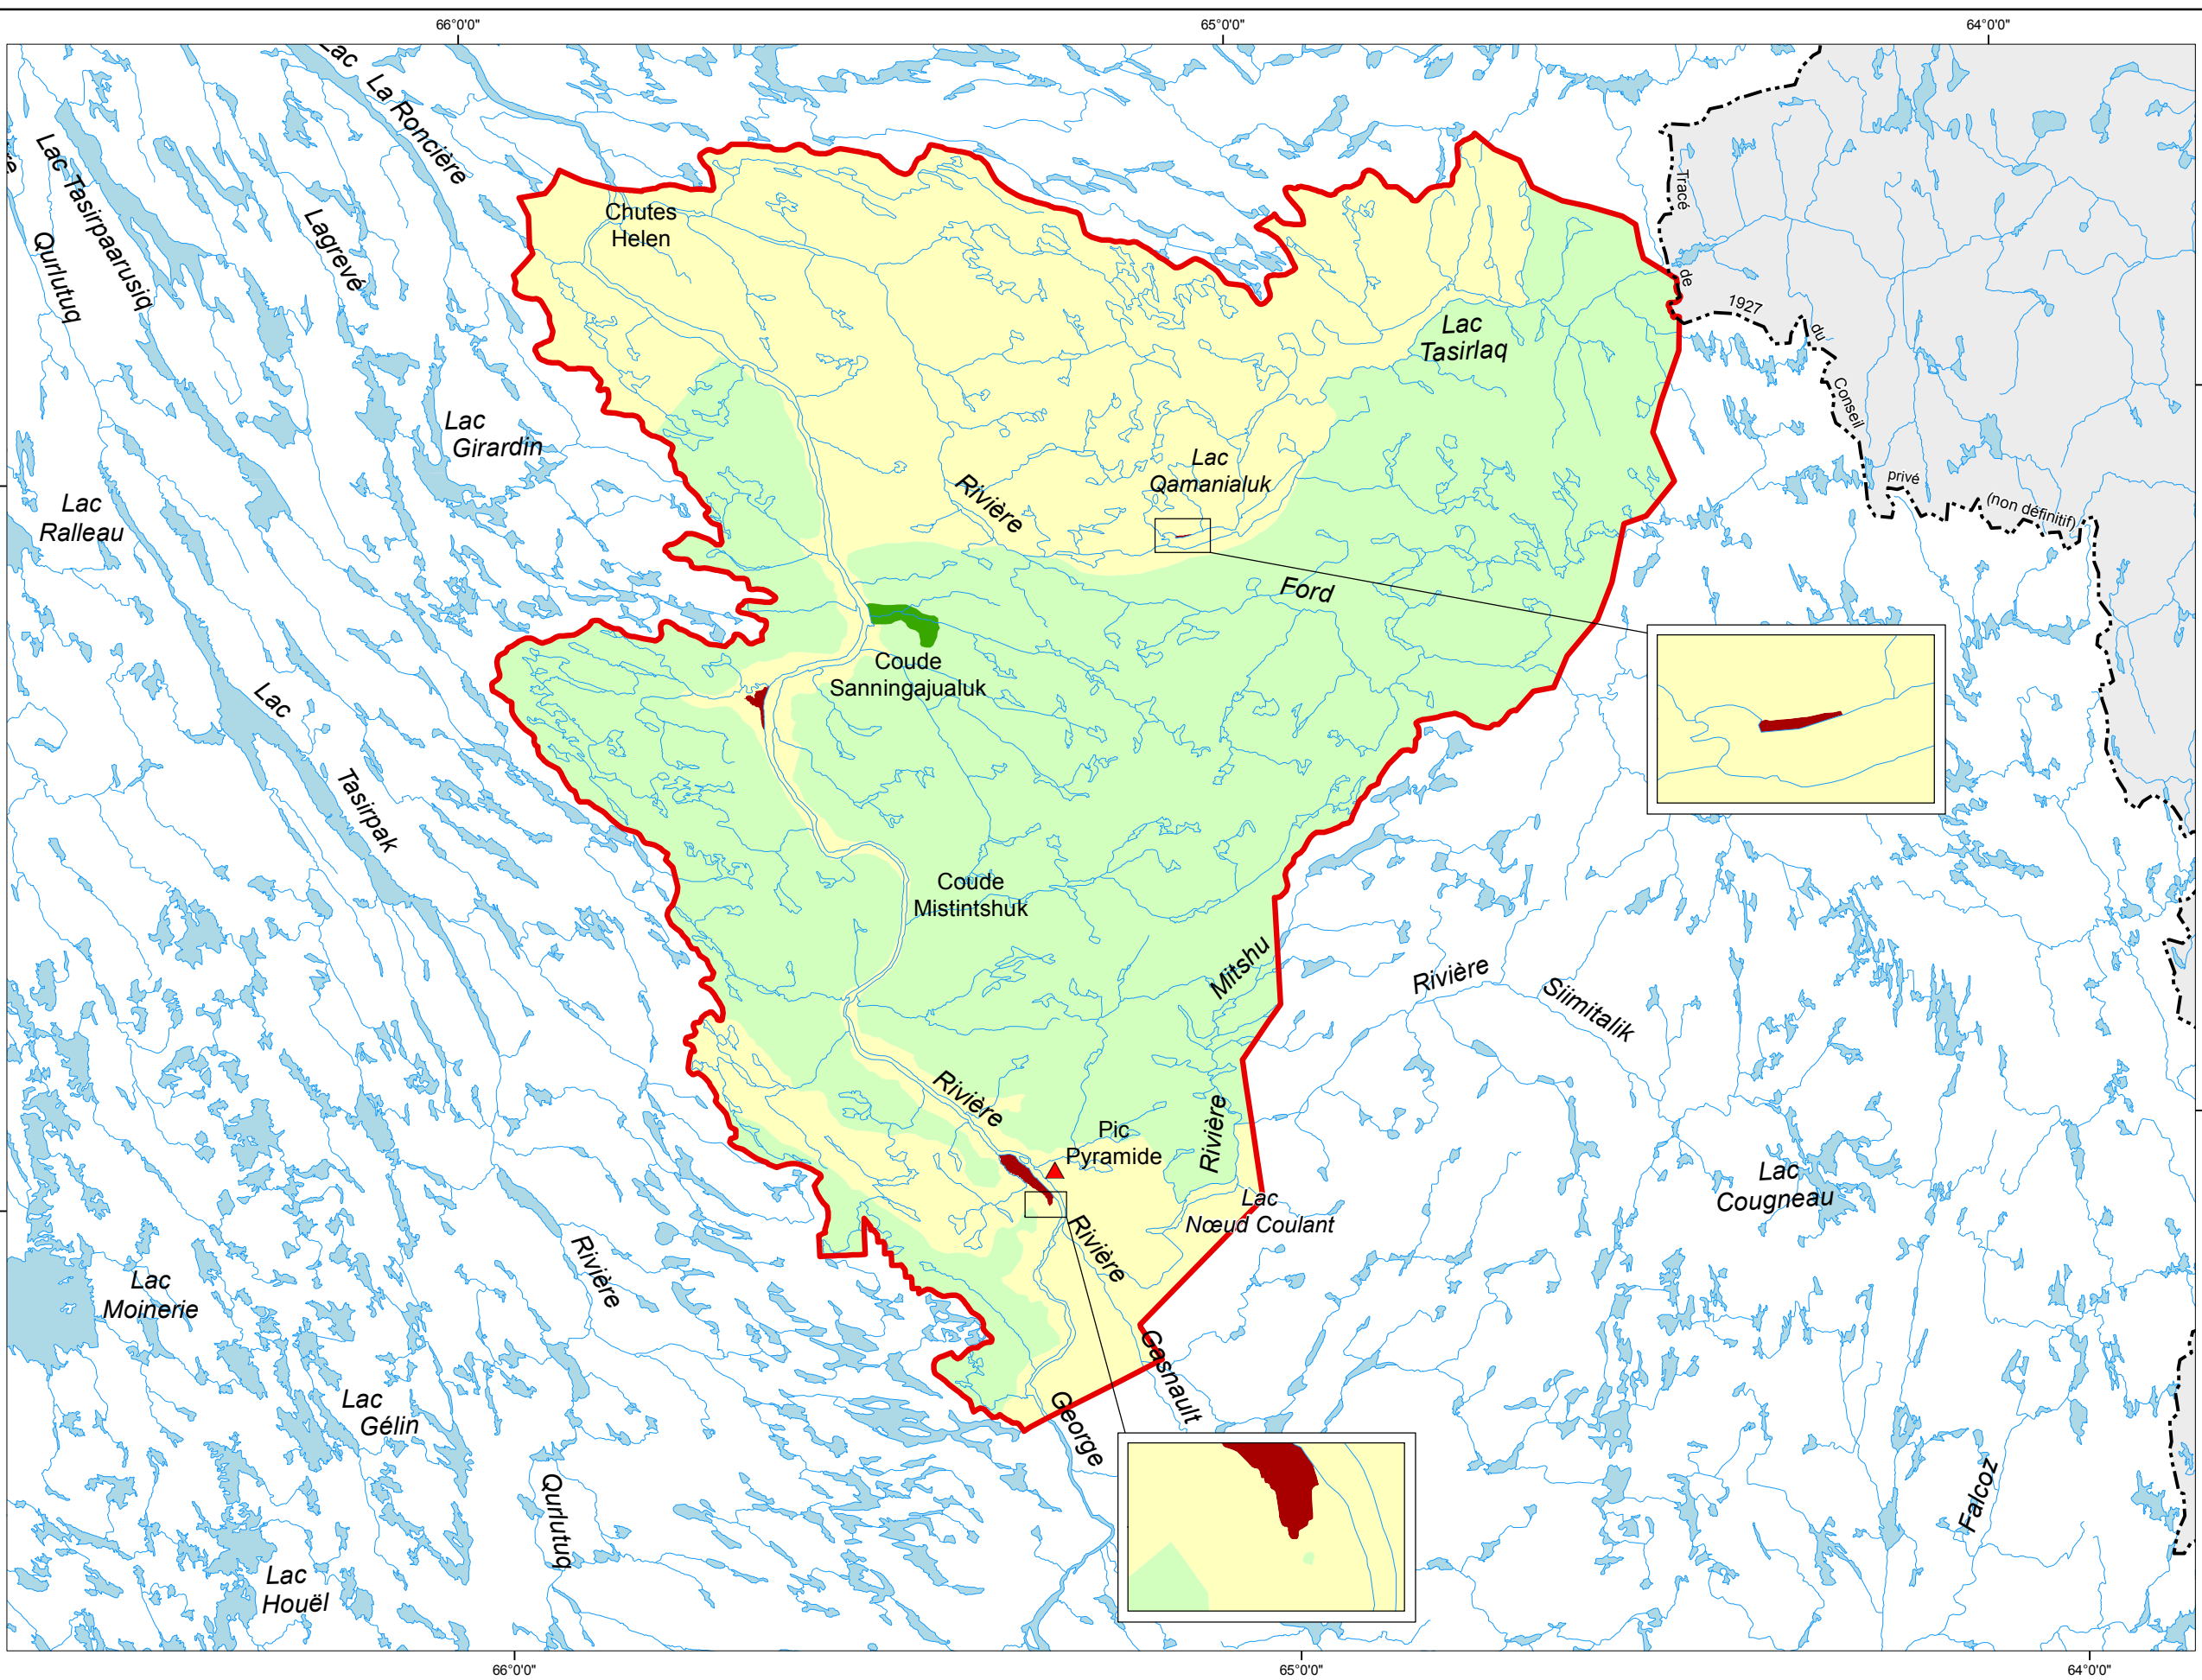 66°0'0"
65°0'0"
64°0'0"
Lac
La Roncière
Lac Tasirpaarusiq
Qurlutuq
Lagrevé
Chutes
Helen
Tracé
de
1927
du
Conseil
privé
(non définitif)
Lac
Tasirlaq
Lac
Girardin
Lac
Qamanialuk
Rivière
Ford
Lac
Ralleau
Coude
Sanningajualuk
Lac
Tasirpak
Coude
Mistintshuk
Mitshu
Rivière
Rivière
Siimitalik
Rivière
Pic
Pyramide
Lac
Nœud Coulant
Lac
Cougneau
Rivière
Gasnault
George
Rivière
Qurlutuq
Lac
Moinerie
Lac
Gélin
Lac
Houël
Falcoz
66°0'0"
65°0'0"
64°0'0"